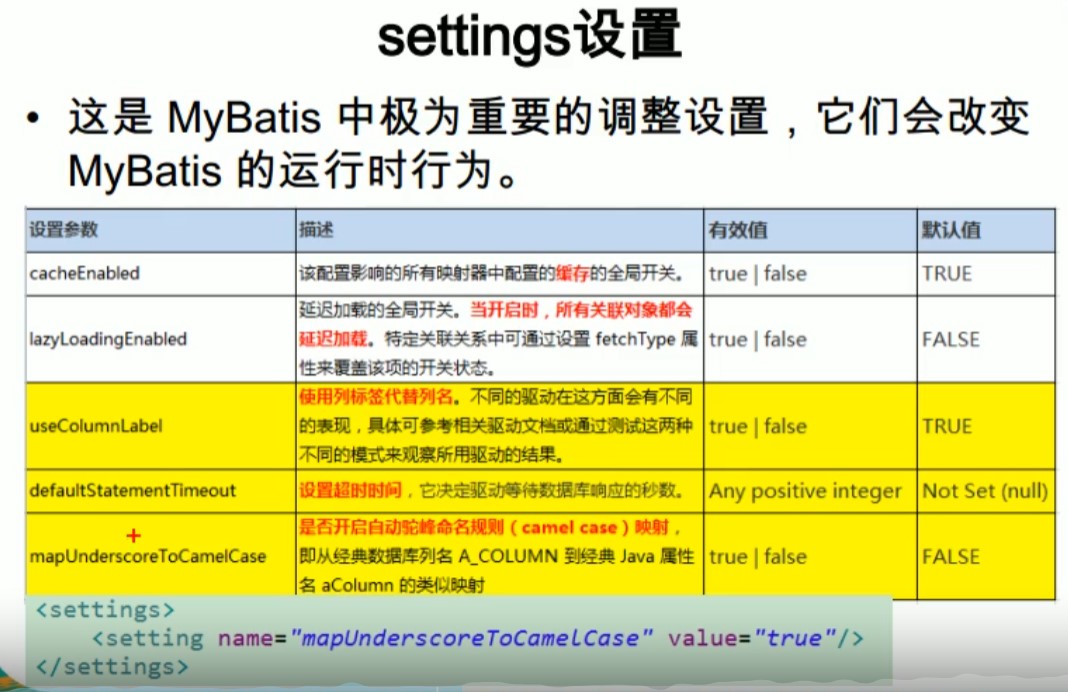 settings设置
• 这是 MyBatis 中极为重要的调整设置，它们会改变
MyBatis 的运行时行为。
设置参数 描述 有效值 默认值
cacheEnabled 该配置影响的所有映射器中配置的缓存的全局开关。 true | false TRUE
延迟加载的全局开关。当开启时，所有关联对象都会
lazyLoadingEnabled 延迟加载。特定关联关系中可通过设置 fetchType 属 true | false FALSE
性来覆盖该项的开关状态。
使用列标签代替列名。不同的驱动在这方面会有不同
useColumnLabel 的表现，具体可参考相关驱动文档或通过测试这两种 true | false TRUE
不同的模式来观察所用驱动的结果。
defaultStatementTimeout 设置超时时间，它决定驱动等待数据库响应的秒数。 Any positive integer Not Set (null)
是否开启自动驼峰命名规则（camel case）映射，
mapUnderscoreToCamelCase 即从经典数据库列名 A_COLUMN 到经典 Java 属性 true | false FALSE
名 aColumn 的类似映射
<settings>
<setting name="mapUnderscoreToCamelCase" value="true"/>
</settings>